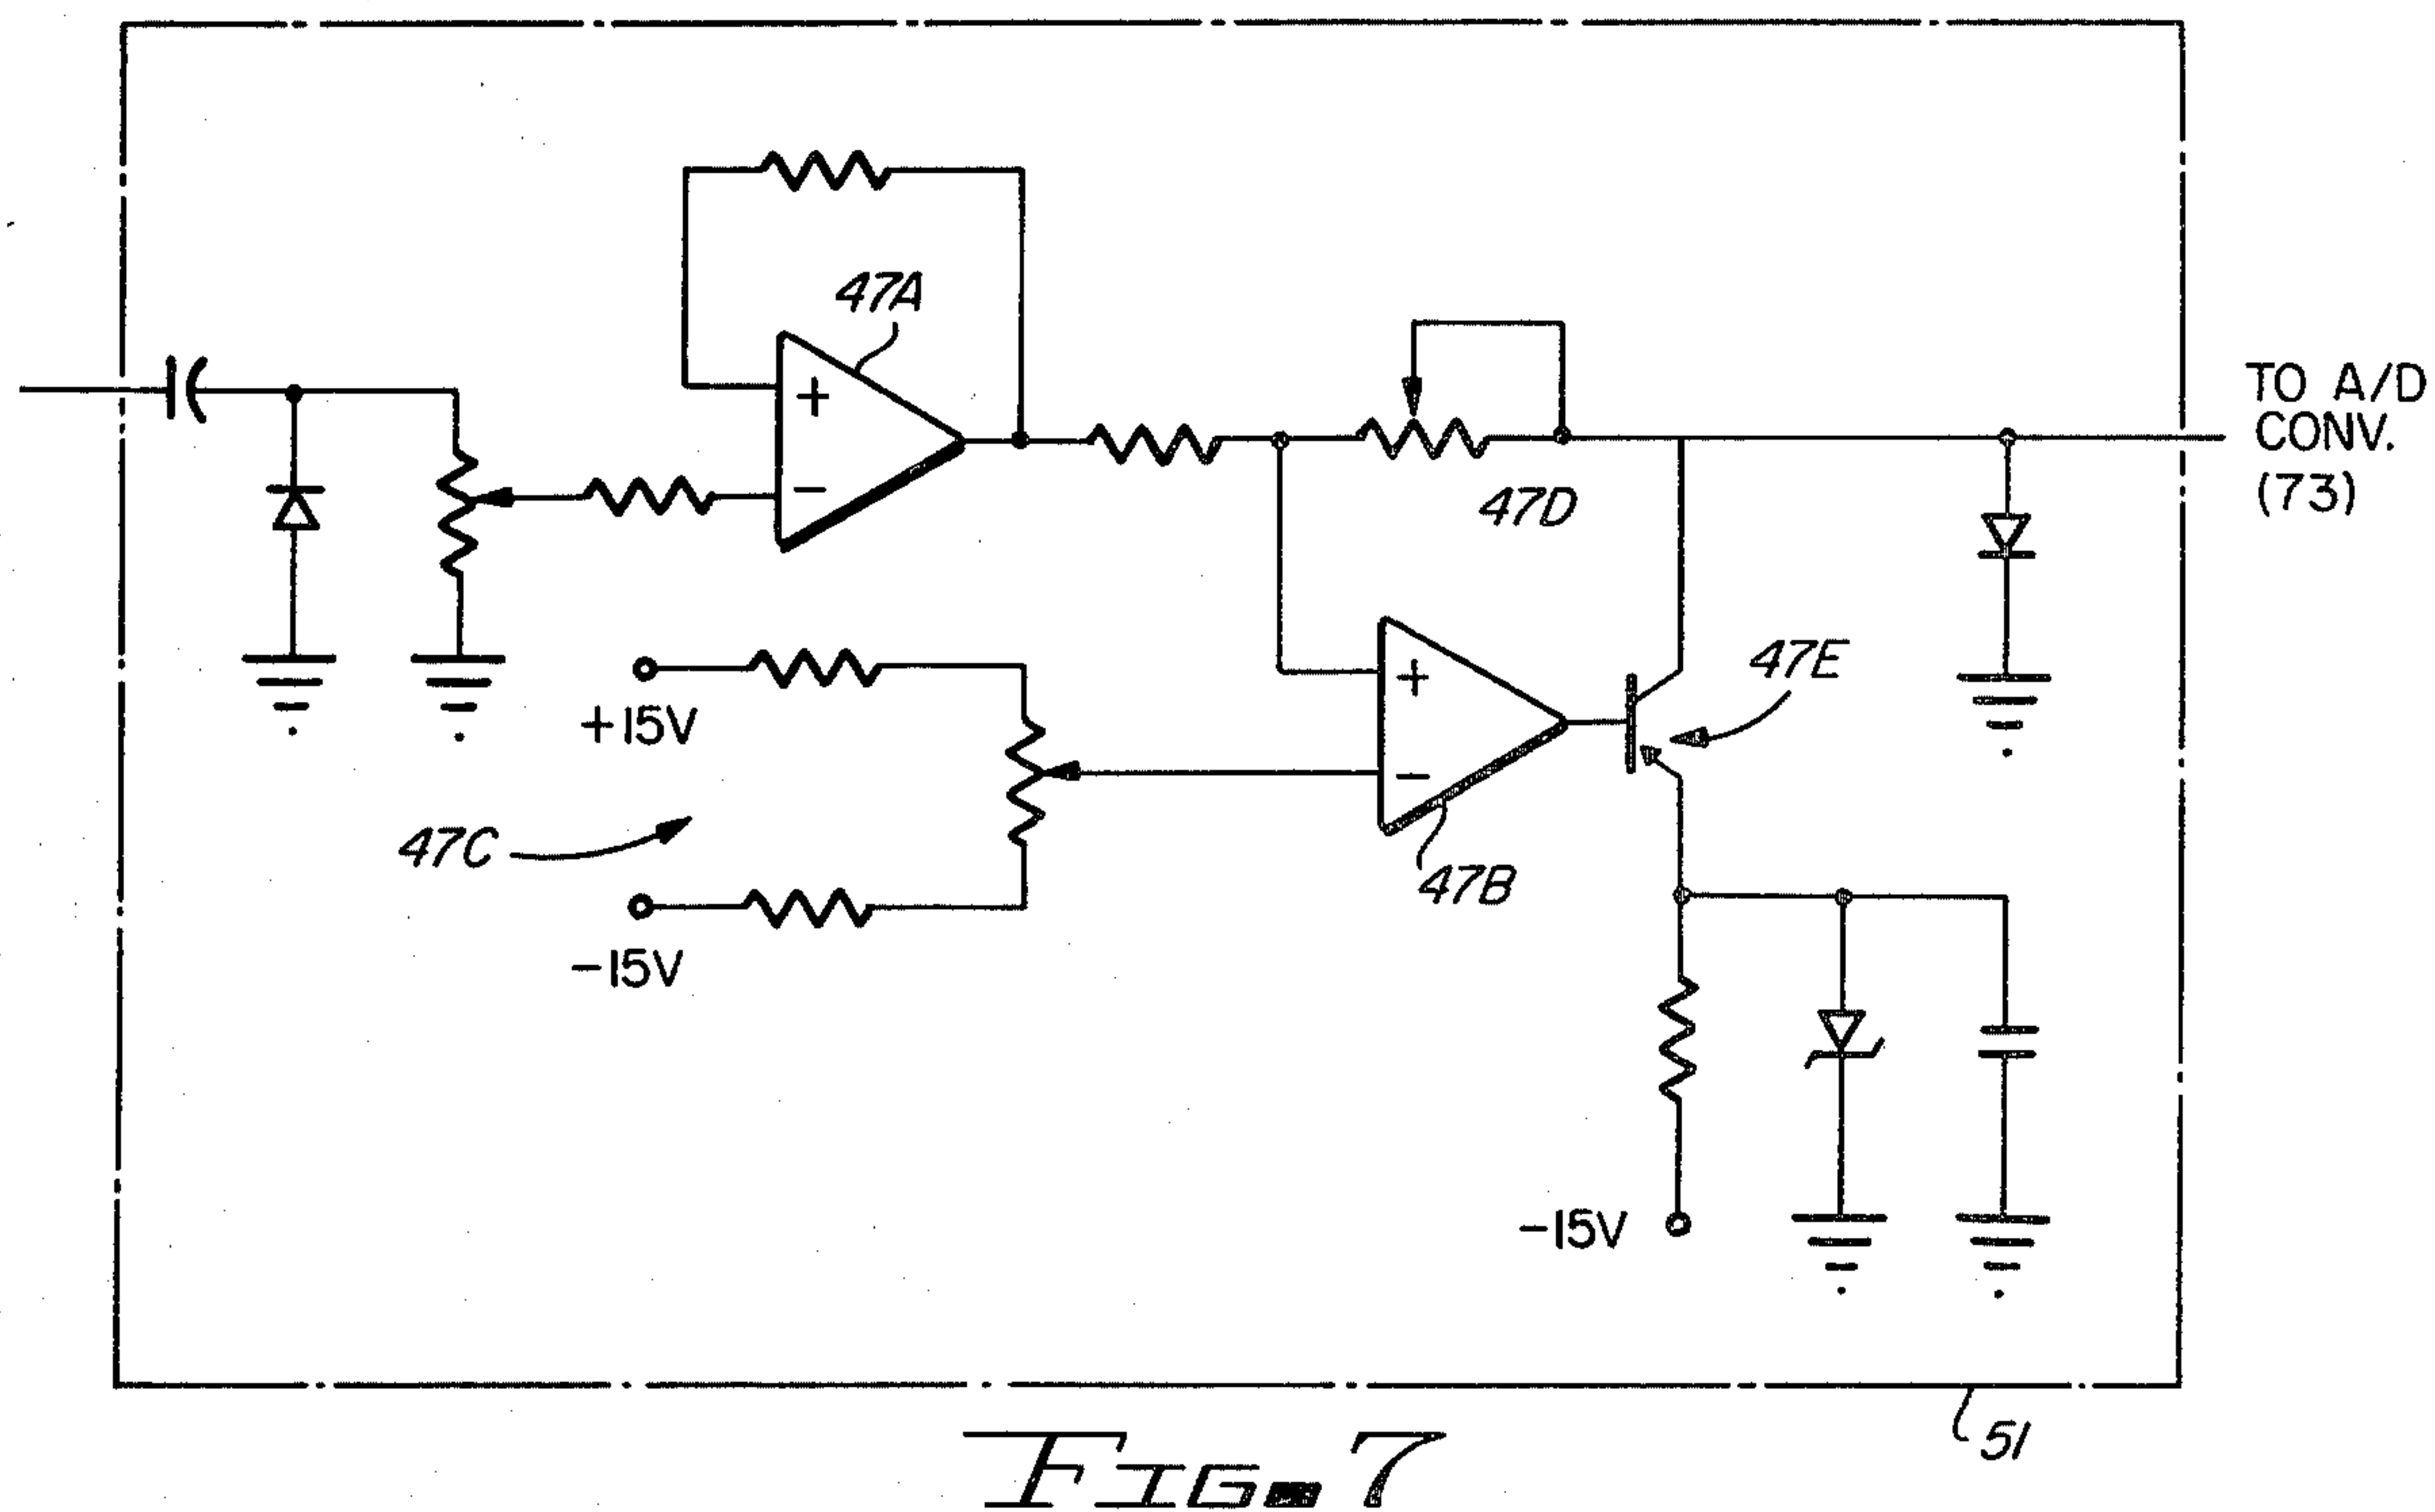 47A
+
−
TO A/D
CONV.
(73)
47D
+15V
47E
+
−
47C
47B
−15V
−15V
51
FIG. 7